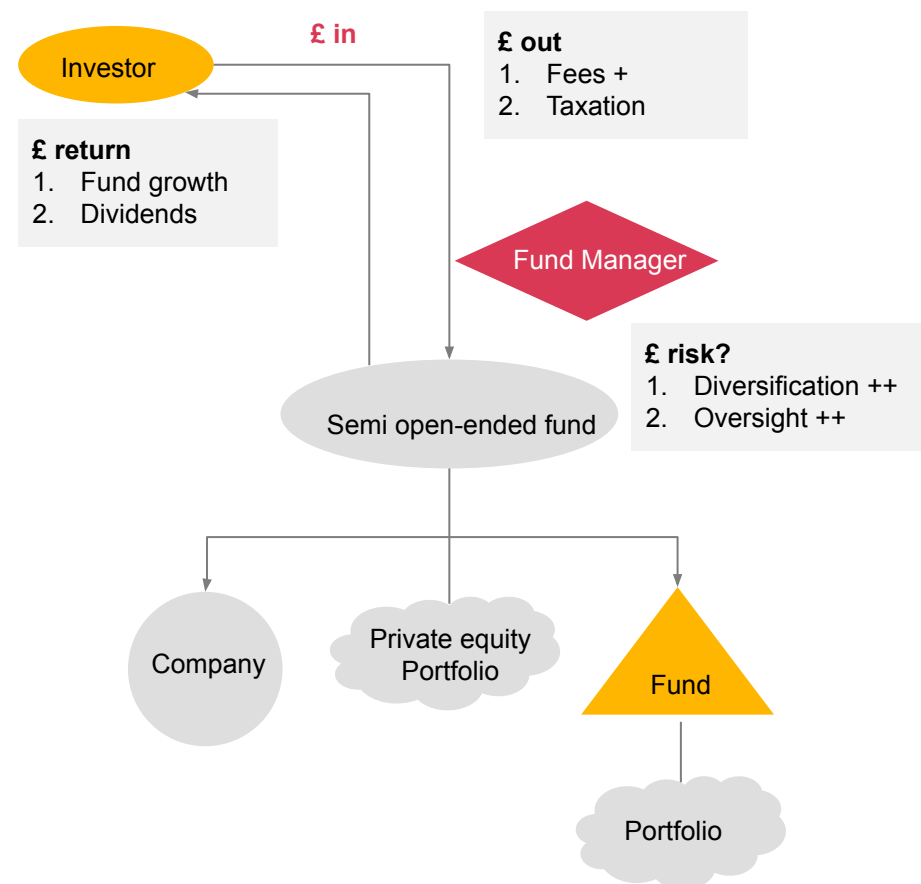 £ in
Investor
£ out
1. Fees +
2. Taxation
£ return
1. Fund growth
2. Dividends
Fund Manager
£ risk?
1. Diversification ++
2. Oversight ++
Semi open-ended fund
Company
Private equity
Portfolio
Fund
Portfolio